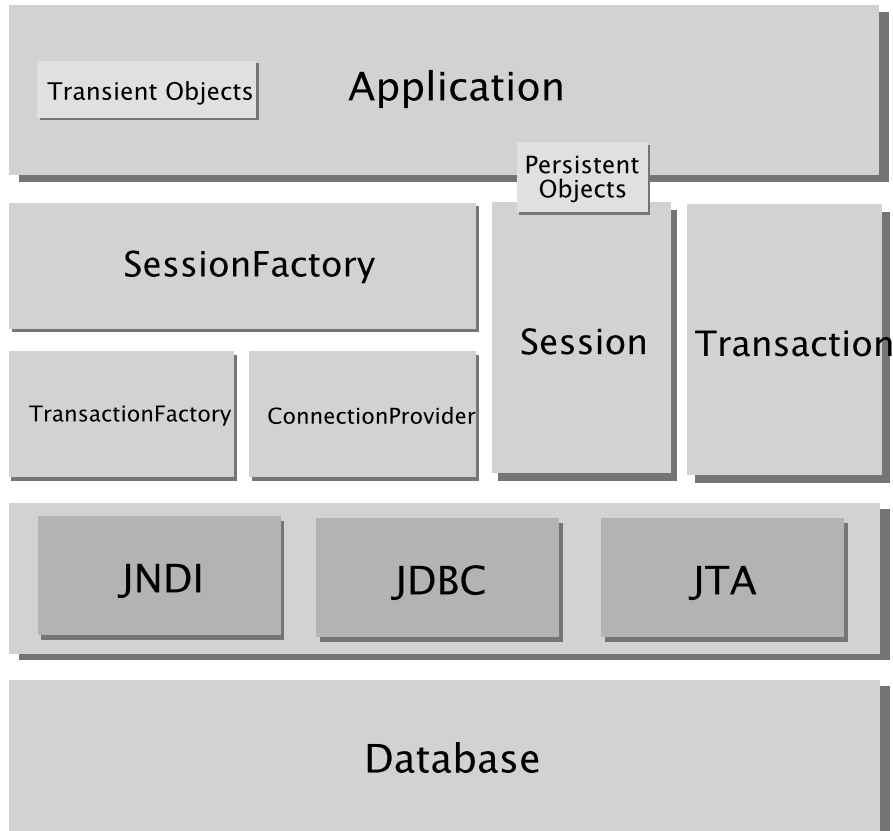 Transient Objects
Application
Persistent
Objects
SessionFactory
Session
Transaction
TransactionFactory
ConnectionProvider
JNDI
JDBC
JTA
Database